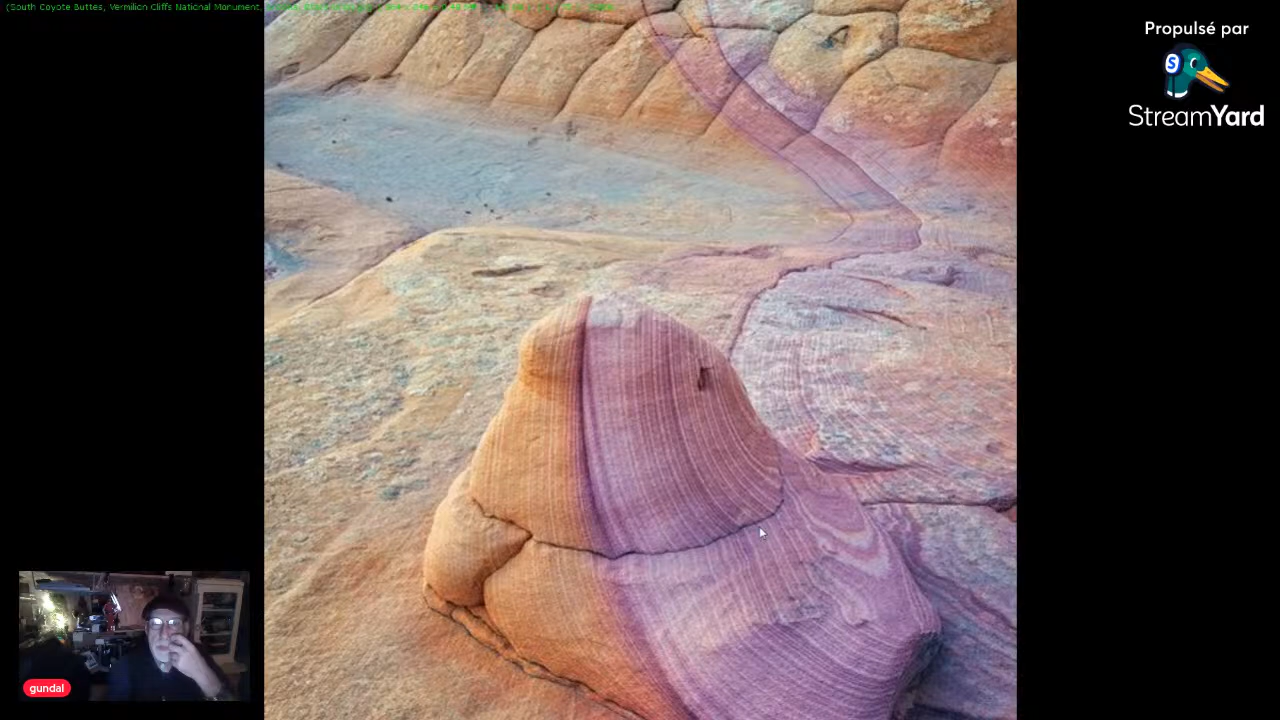 (South Coyote Buttes, Vermilion Cliffs National Monument,
Propulsé par
StreamYard
gundal